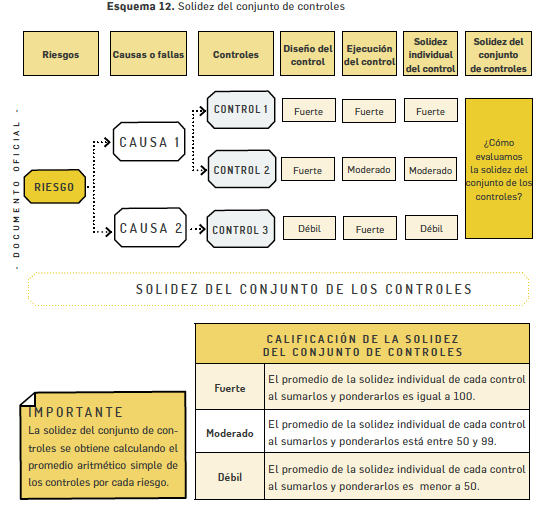 Esquema 12. Solidez del conjunto de controles
Riesgos
Causas o fallas
Controles
Diseño del
control
Ejecución
del control
Solidez
individual
del control
Solidez del
conjunto
de controles
DOCUMENTO OFICIAL
RIESGO
CAUSA 1
CAUSA 2
CONTROL 1
Fuerte
Fuerte
Fuerte
CONTROL 2
Fuerte
Moderado
Moderado
CONTROL 3
Débil
Fuerte
Débil
¿Cómo
evaluamos
la solidez del
conjunto de los
controles?
SOLIDEZ DEL CONJUNTO DE LOS CONTROLES
CALIFICACIÓN DE LA SOLIDEZ
DEL CONJUNTO DE CONTROLES
Fuerte
El promedio de la solidez individual de cada control
al sumarlos y ponderarlos es igual a 100.
Moderado
El promedio de la solidez individual de cada control
al sumarlos y ponderarlos está entre 50 y 99.
Débil
El promedio de la solidez individual de cada control
al sumarlos y ponderarlos es menor a 50.
IMPORTANTE
La solidez del conjunto de con-
troles se obtiene calculando el
promedio aritmético simple de
los controles por cada riesgo.